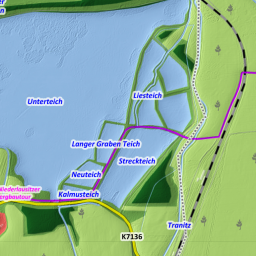 Liesteich
Unterteich
Langer Graben Teich
Streckteich
Neuteich
Niederlausitzer
Bergbautour
Kalmusteich
Tranitz
K7136